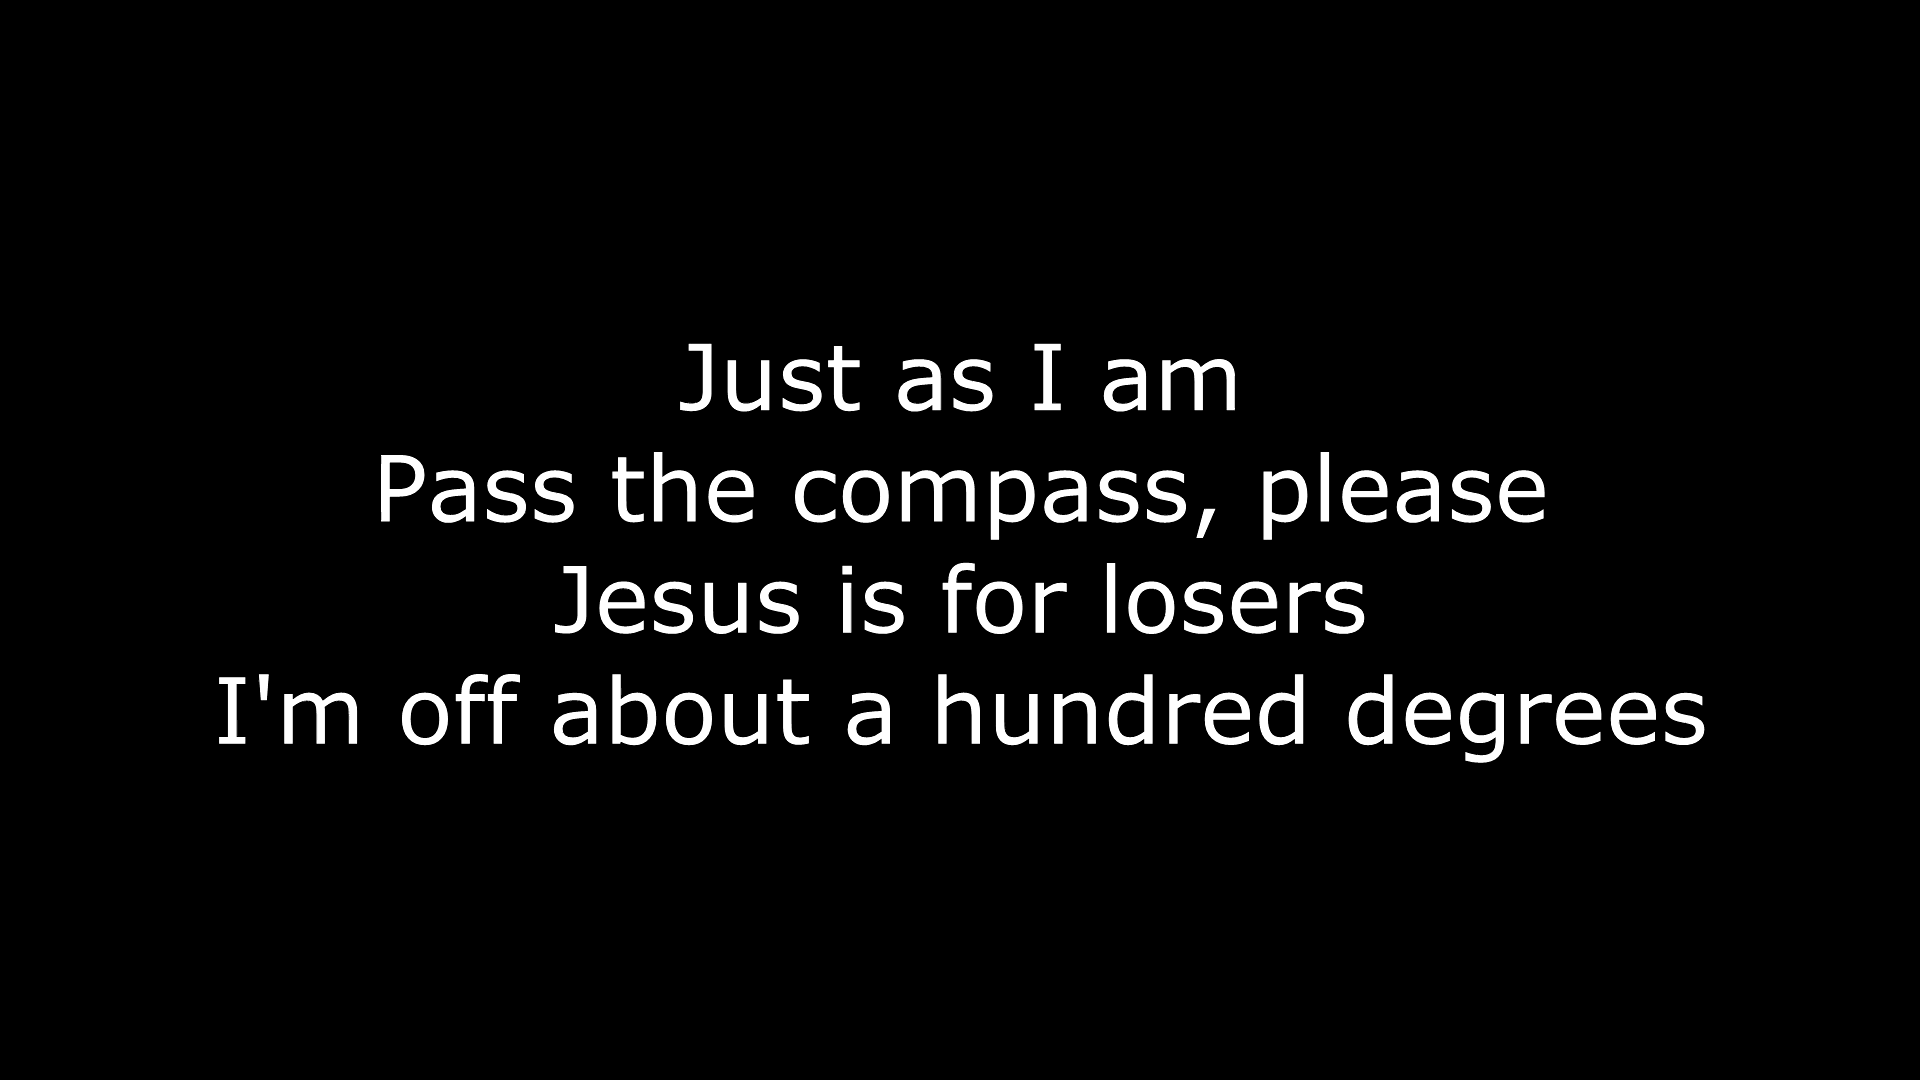 Just as I am
Pass the compass, please
Jesus is for losers
I'm off about a hundred degrees